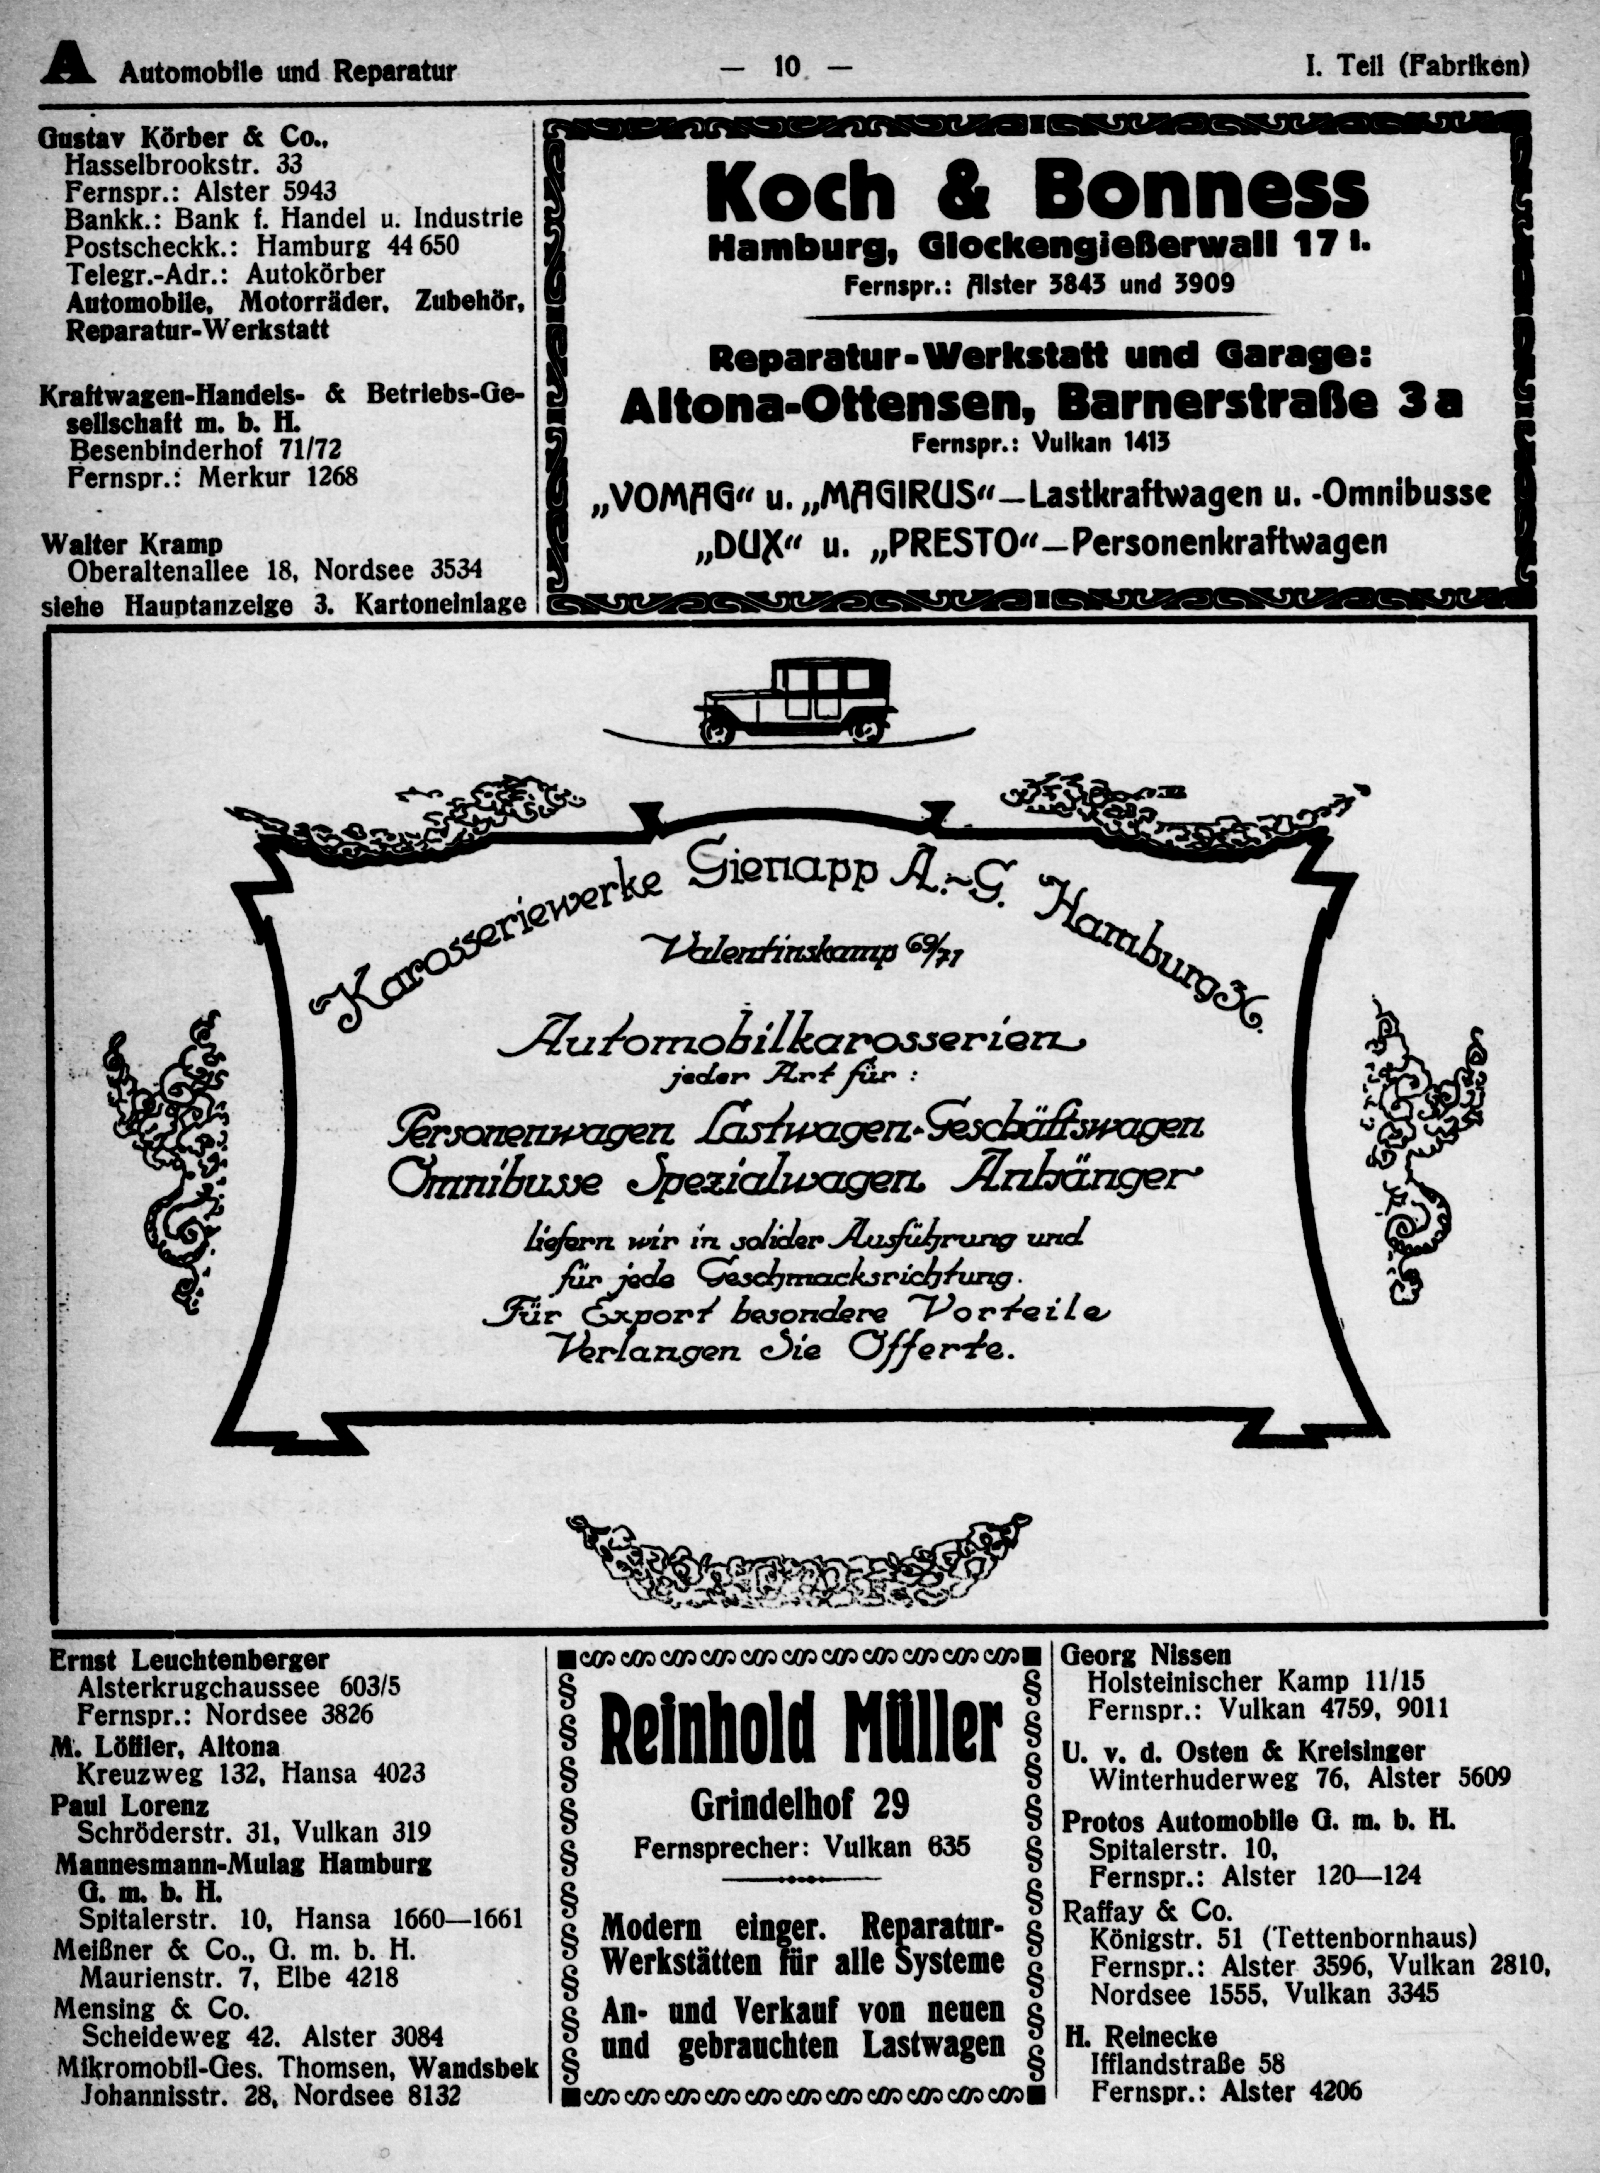 A Automobile und Reparatur
— 10 —
I. Teil (Fabriken)
Gustav Körber & Co.,
Hasselbrookstr. 33
Fernspr.: Alster 5943
Bankk.: Bank f. Handel u. Industrie
Postscheckk.: Hamburg 44 650
Telegr.-Adr.: Autokörber
Automobile, Motorräder, Zubehör,
Reparatur-Werkstatt
Kraftwagen-Handels- & Betriebs-Ge-
sellschaft m. b. H.
Besenbinderhof 71/72
Fernspr.: Merkur 1268
Walter Kramp
Oberaltenallee 18, Nordsee 3534
siehe Hauptanzeige 3. Kartoneinlage
Koch & Bonness
Hamburg, Glockengießerwall 17 I.
Fernspr.: Alster 3843 und 3909
Reparatur-Werkstatt und Garage:
Altona-Ottensen, Barnerstraße 3a
Fernspr.: Vulkan 1413
„VOMAG“ u. „MAGIRUS“—Lastkraftwagen u. -Omnibusse
„DUX“ u. „PRESTO“—Personenkraftwagen
Karosseriewerke Gienapp A.-G. Hamburg 36.
Valentinskamp 69/71
Automobilkarosserien
jeder Art für:
Personenwagen Lastwagen-Geschäftswagen
Omnibusse Spezialwagen, Anhänger
liefern wir in solider Ausführung und
für jede Geschmacksrichtung.
Für Export besondere Vorteile
Verlangen Sie Offerte.
Ernst Leuchtenberger
Alsterkrugchaussee 603/5
Fernspr.: Nordsee 3826
M. Löffler, Altona
Kreuzweg 132, Hansa 4023
Paul Lorenz
Schröderstr. 31, Vulkan 319
Mannesmann-Mulag Hamburg
G. m. b. H.
Spitalerstr. 10, Hansa 1660—1661
Meißner & Co., G. m. b. H.
Maurienstr. 7, Elbe 4218
Mensing & Co.
Scheideweg 42. Alster 3084
Mikromobil-Ges. Thomsen, Wandsbek
Johannisstr. 28, Nordsee 8132
Reinhold Müller
Grindelhof 29
Fernsprecher: Vulkan 635
Modern einger. Reparatur-
Werkstätten für alle Systeme
An- und Verkauf von neuen
und gebrauchten Lastwagen
Georg Nissen
Holsteinischer Kamp 11/15
Fernspr.: Vulkan 4759, 9011
U. v. d. Osten & Kreisinger
Winterhuderweg 76, Alster 5609
Protos Automobile G. m. b. H.
Spitalerstr. 10,
Fernspr.: Alster 120—124
Raffay & Co.
Königstr. 51 (Tettenbornhaus)
Fernspr.: Alster 3596, Vulkan 2810,
Nordsee 1555, Vulkan 3345
H. Reinecke
Ifflandstraße 58
Fernspr.: Alster 4206